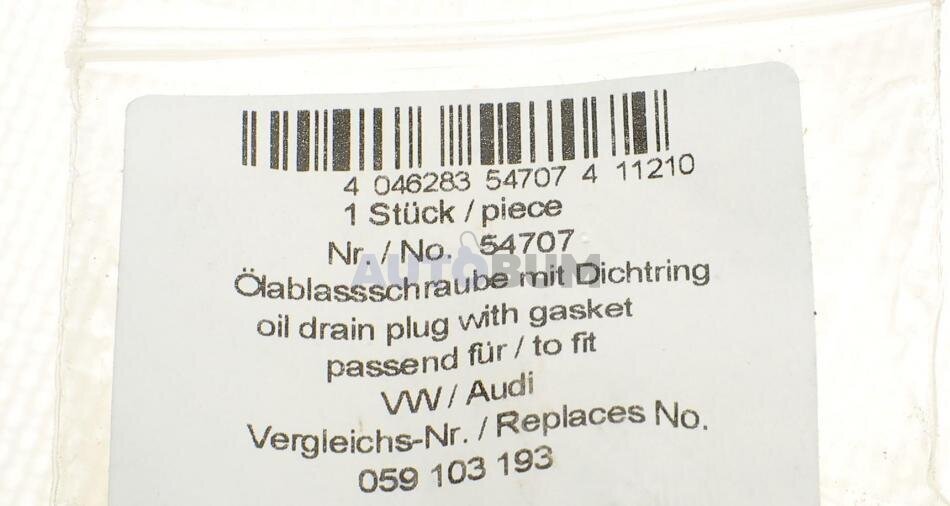 4 046283 54707 4 11210
1 Stück / piece
Nr. / No. 54707
AUTOBUM
Ölablassschraube mit Dichtring
oil drain plug with gasket
passend für / to fit
VW / Audi
Vergleichs-Nr. / Replaces No.
059 103 193